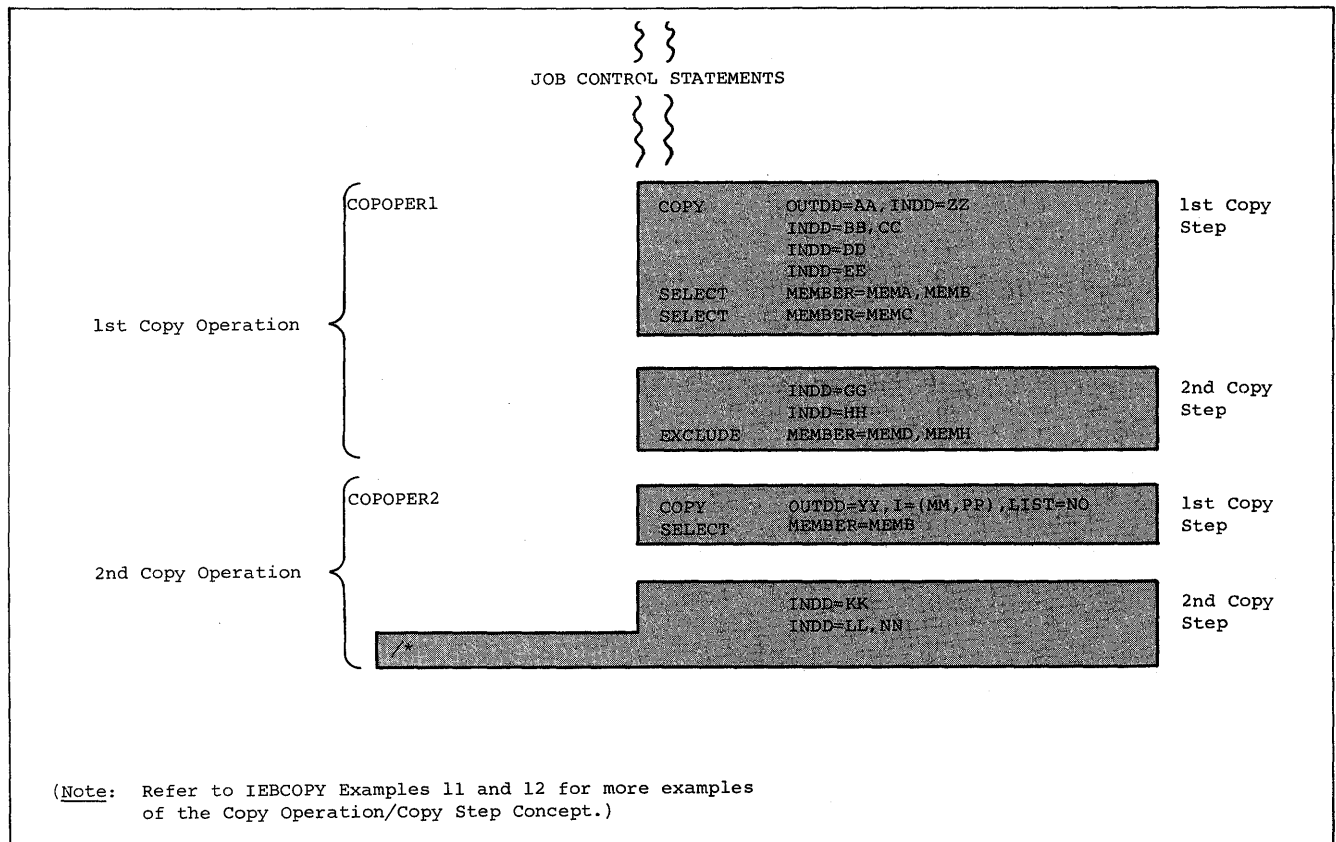 JOB CONTROL STATEMENTS
COPOPER1 COPY OUTDD=AA,INDD=ZZ 1st Copy
INDD=BB,CC Step
INDD=DD
INDD=EE
SELECT MEMBER=MEMA,MEMB
SELECT MEMBER=MEMC
1st Copy Operation
INDD=GG 2nd Copy
INDD=HH Step
EXCLUDE MEMBER=MEMD,MEMH
COPOPER2 COPY OUTDD=YY,I=(MM,PP),LIST=NO 1st Copy
SELECT MEMBER=MEMB Step
2nd Copy Operation
INDD=KK 2nd Copy
INDD=LL,NN Step
/*
(Note: Refer to IEBCOPY Examples 11 and 12 for more examples
of the Copy Operation/Copy Step Concept.)